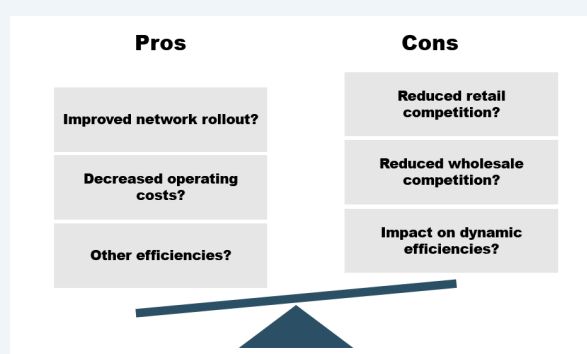 Pros
Cons
Improved network rollout?
Decreased operating
costs?
Other efficiencies?
Reduced retail
competition?
Reduced wholesale
competition?
Impact on dynamic
efficiencies?